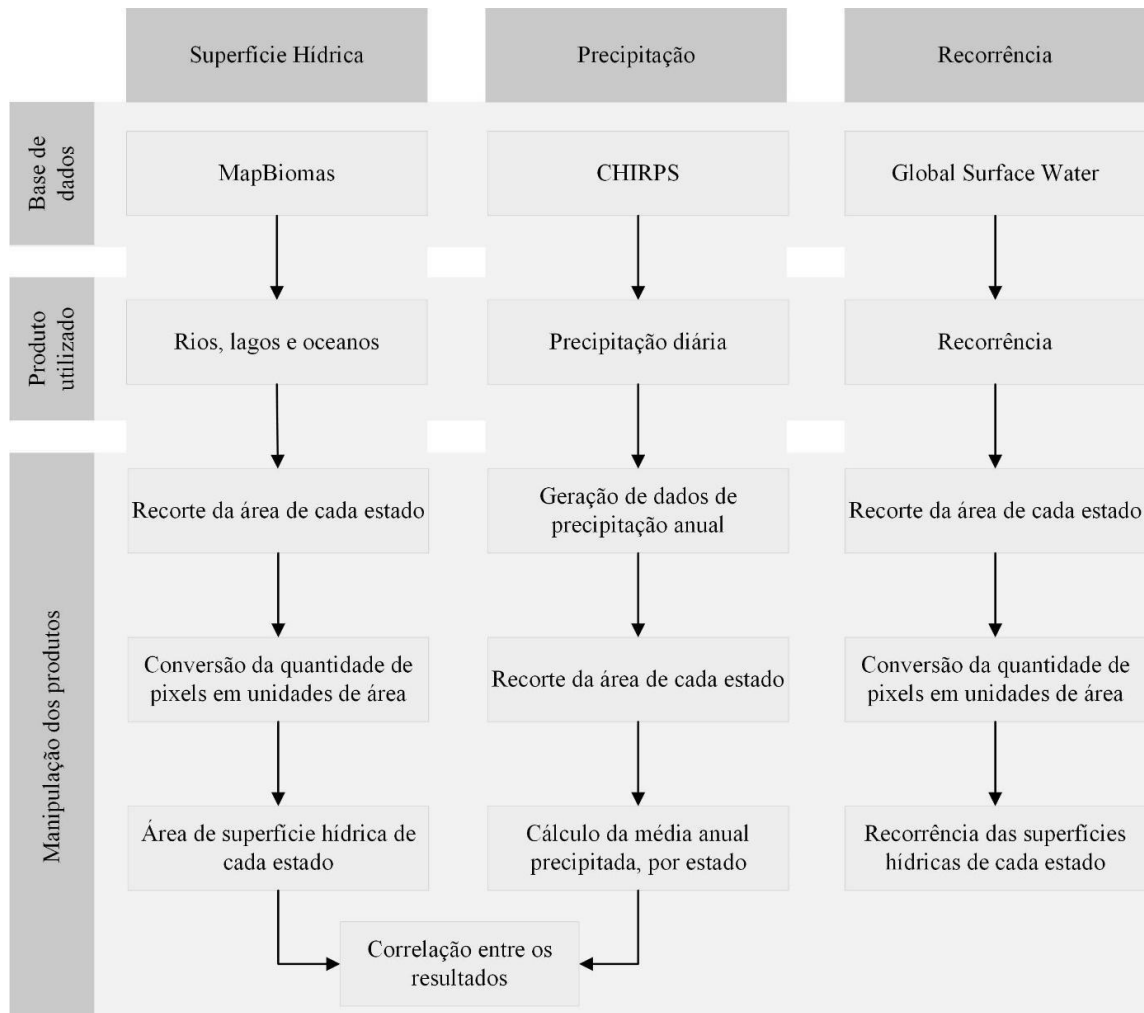 Superfície Hídrica
Precipitação
Recorrência
Base de
dados
MapBiomas
CHIRPS
Global Surface Water
Produto
utilizado
Rios, lagos e oceanos
Precipitação diária
Recorrência
Manipulação dos produtos
Recorte da área de cada estado
Geração de dados de
precipitação anual
Recorte da área de cada estado
Conversão da quantidade de
pixels em unidades de área
Recorte da área de cada estado
Conversão da quantidade de
pixels em unidades de área
Área de superfície hídrica de
cada estado
Cálculo da média anual
precipitada, por estado
Recorrência das superfícies
hídricas de cada estado
Correlação entre os
resultados